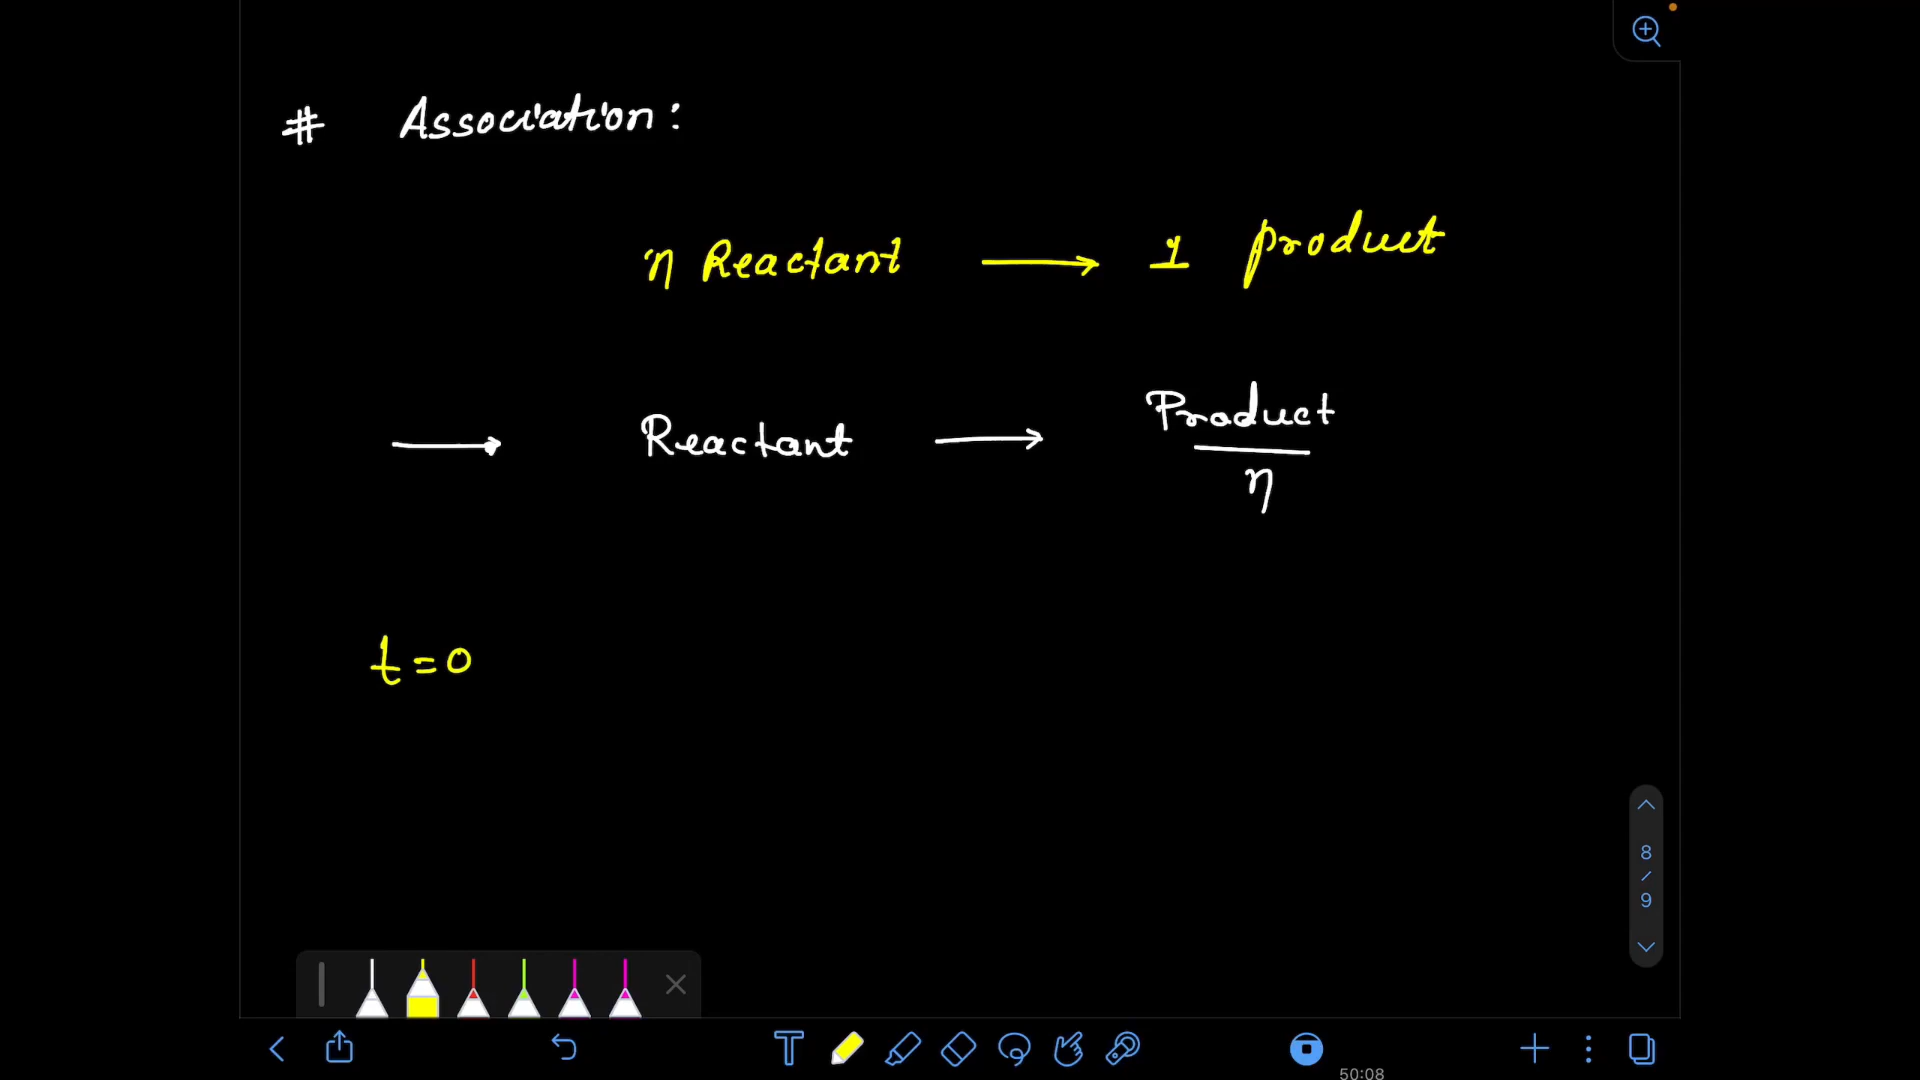 # Association:
η Reactant ⟶ 1 product
⟶ Reactant ⟶ Product
η
t = 0
8
/
9
T
50:08